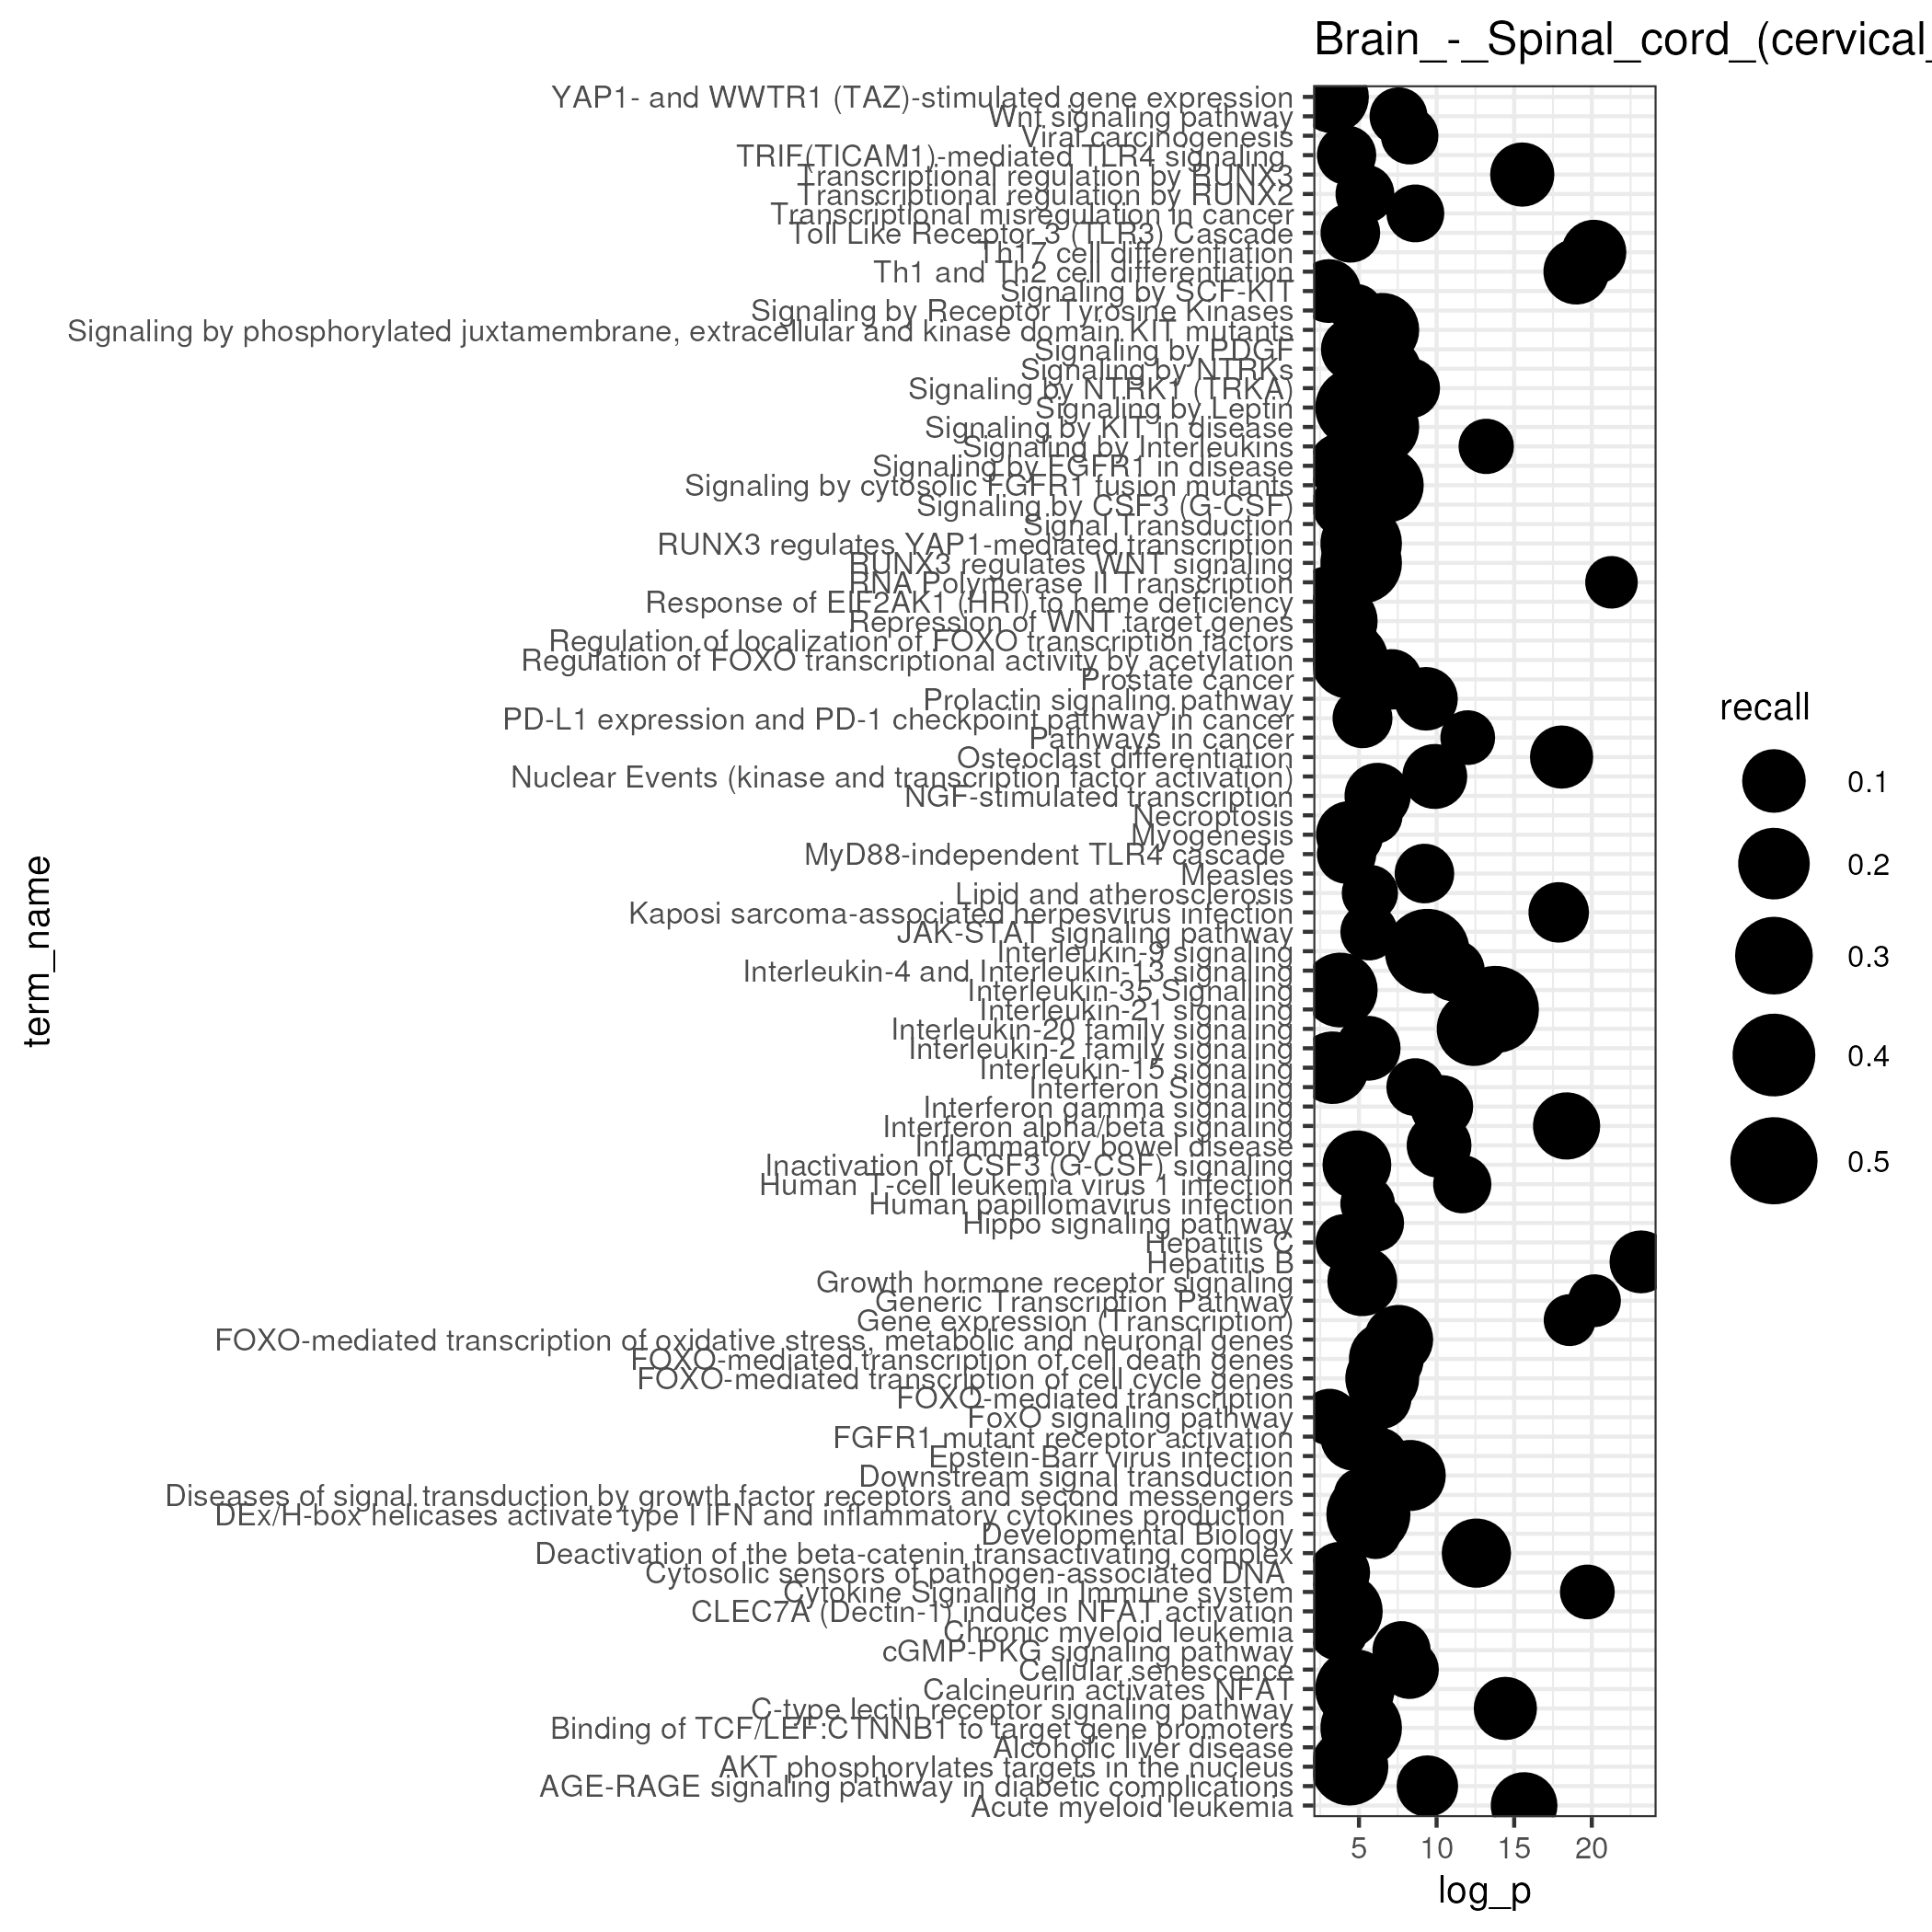 Brain_-_Spinal_cord_(cervical_
term_name
YAP1- and WWTR1 (TAZ)-stimulated gene expression
Wnt signaling pathway
Viral carcinogenesis
TRIF(TICAM1)-mediated TLR4 signaling
Transcriptional regulation by RUNX3
Transcriptional regulation by RUNX2
Transcriptional misregulation in cancer
Toll Like Receptor 3 (TLR3) Cascade
Th17 cell differentiation
Th1 and Th2 cell differentiation
Signaling by SCF-KIT
Signaling by Receptor Tyrosine Kinases
Signaling by phosphorylated juxtamembrane, extracellular and kinase domain KIT mutants
Signaling by PDGF
Signaling by NTRKs
Signaling by NTRK1 (TRKA)
Signaling by Leptin
Signaling by KIT in disease
Signaling by Interleukins
Signaling by FGFR1 in disease
Signaling by cytosolic FGFR1 fusion mutants
Signaling by CSF3 (G-CSF)
Signal Transduction
RUNX3 regulates YAP1-mediated transcription
RUNX3 regulates WNT signaling
RNA Polymerase II Transcription
Response of EIF2AK1 (HRI) to heme deficiency
Repression of WNT target genes
Regulation of localization of FOXO transcription factors
Regulation of FOXO transcriptional activity by acetylation
Prostate cancer
Prolactin signaling pathway
PD-L1 expression and PD-1 checkpoint pathway in cancer
Pathways in cancer
Osteoclast differentiation
Nuclear Events (kinase and transcription factor activation)
NGF-stimulated transcription
Necroptosis
Myogenesis
MyD88-independent TLR4 cascade
Measles
Lipid and atherosclerosis
Kaposi sarcoma-associated herpesvirus infection
JAK-STAT signaling pathway
Interleukin-9 signaling
Interleukin-4 and Interleukin-13 signaling
Interleukin-35 Signalling
Interleukin-21 signaling
Interleukin-20 family signaling
Interleukin-2 family signaling
Interleukin-15 signaling
Interferon Signaling
Interferon gamma signaling
Interferon alpha/beta signaling
Inflammatory bowel disease
Inactivation of CSF3 (G-CSF) signaling
Human T-cell leukemia virus 1 infection
Human papillomavirus infection
Hippo signaling pathway
Hepatitis C
Hepatitis B
Growth hormone receptor signaling
Generic Transcription Pathway
Gene expression (Transcription)
FOXO-mediated transcription of oxidative stress, metabolic and neuronal genes
FOXO-mediated transcription of cell death genes
FOXO-mediated transcription of cell cycle genes
FOXO-mediated transcription
FoxO signaling pathway
FGFR1 mutant receptor activation
Epstein-Barr virus infection
Downstream signal transduction
Diseases of signal transduction by growth factor receptors and second messengers
DEx/H-box helicases activate type I IFN and inflammatory cytokines production
Developmental Biology
Deactivation of the beta-catenin transactivating complex
Cytosolic sensors of pathogen-associated DNA
Cytokine Signaling in Immune system
CLEC7A (Dectin-1) induces NFAT activation
Chronic myeloid leukemia
cGMP-PKG signaling pathway
Cellular senescence
Calcineurin activates NFAT
C-type lectin receptor signaling pathway
Binding of TCF/LEF:CTNNB1 to target gene promoters
Alcoholic liver disease
AKT phosphorylates targets in the nucleus
AGE-RAGE signaling pathway in diabetic complications
Acute myeloid leukemia
5 10 15 20
log_p
recall
0.1
0.2
0.3
0.4
0.5